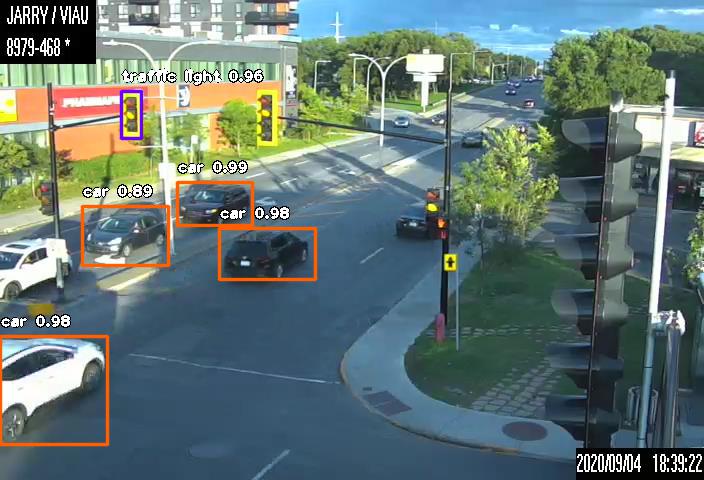 JARRY / VIAU
8979-468 *
traffic light 0.96
PHARMAPRIX
car 0.99
car 0.89
car 0.98
car 0.98
2020/09/04 18:39:22